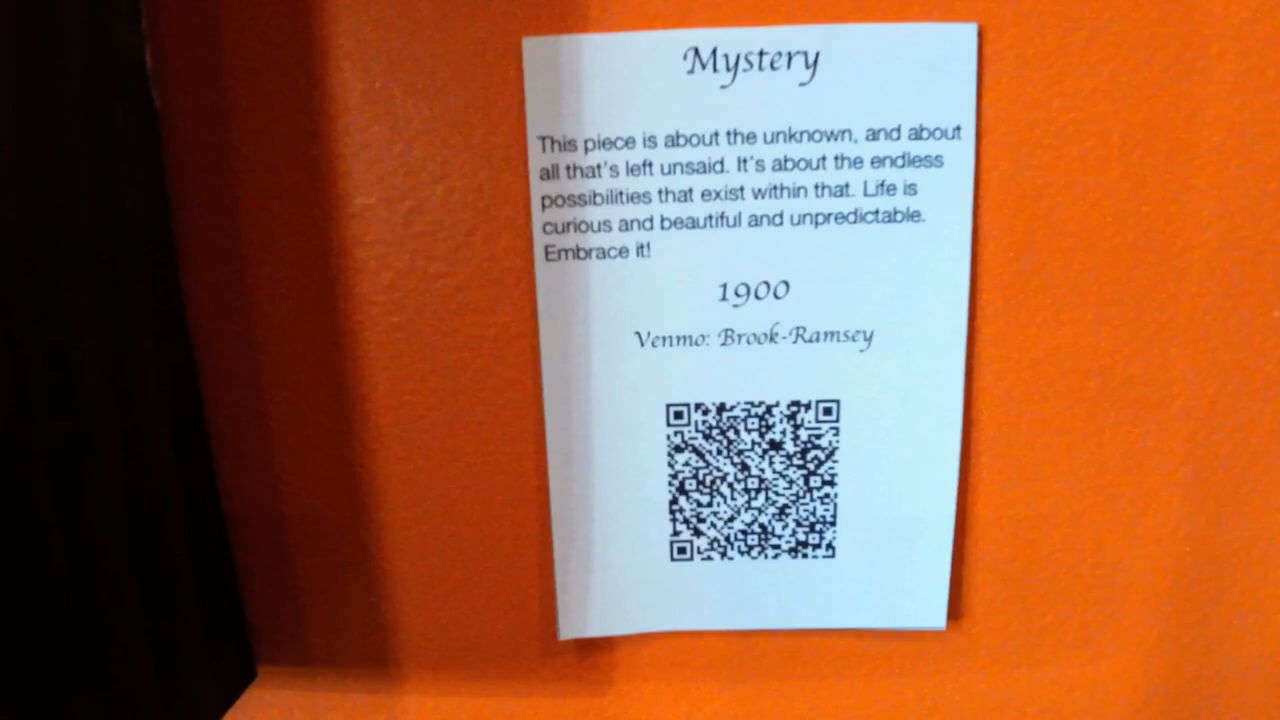 Mystery
This piece is about the unknown, and about
all that's left unsaid. It's about the endless
possibilities that exist within that. Life is
curious and beautiful and unpredictable.
Embrace it!
1900
Venmo: Brook-Ramsey